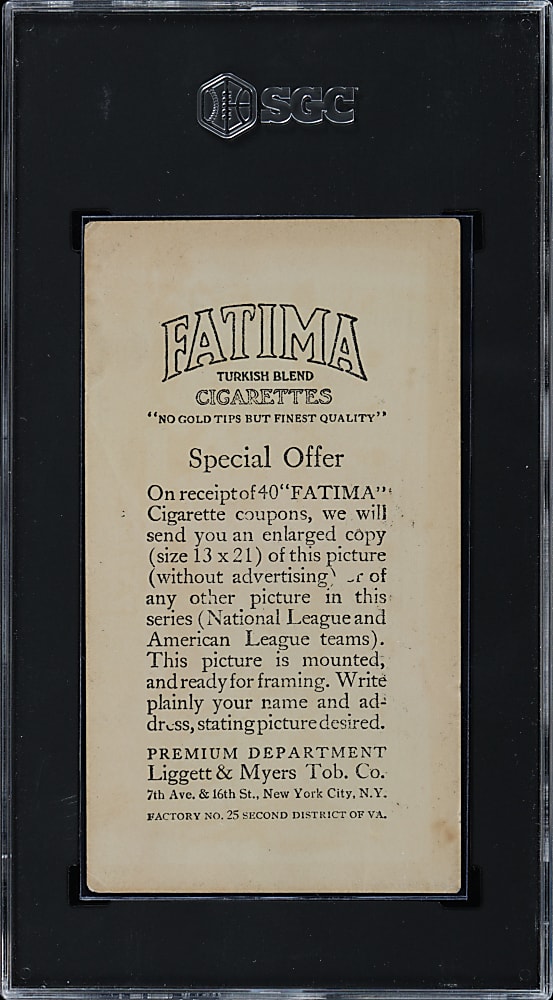 SGC
FATIMA
TURKISH BLEND
CIGARETTES
"NO GOLD TIPS BUT FINEST QUALITY"
Special Offer
On receipt of 40 "FATIMA"
Cigarette coupons, we will
send you an enlarged copy
(size 13 x 21) of this picture
(without advertising) of
any other picture in this
series (National League and
American League teams).
This picture is mounted,
and ready for framing. Write
plainly your name and ad-
dress, stating picture desired.
PREMIUM DEPARTMENT
Liggett & Myers Tob. Co.
7th Ave. & 16th St., New York City, N.Y.
FACTORY NO. 25 SECOND DISTRICT OF VA.